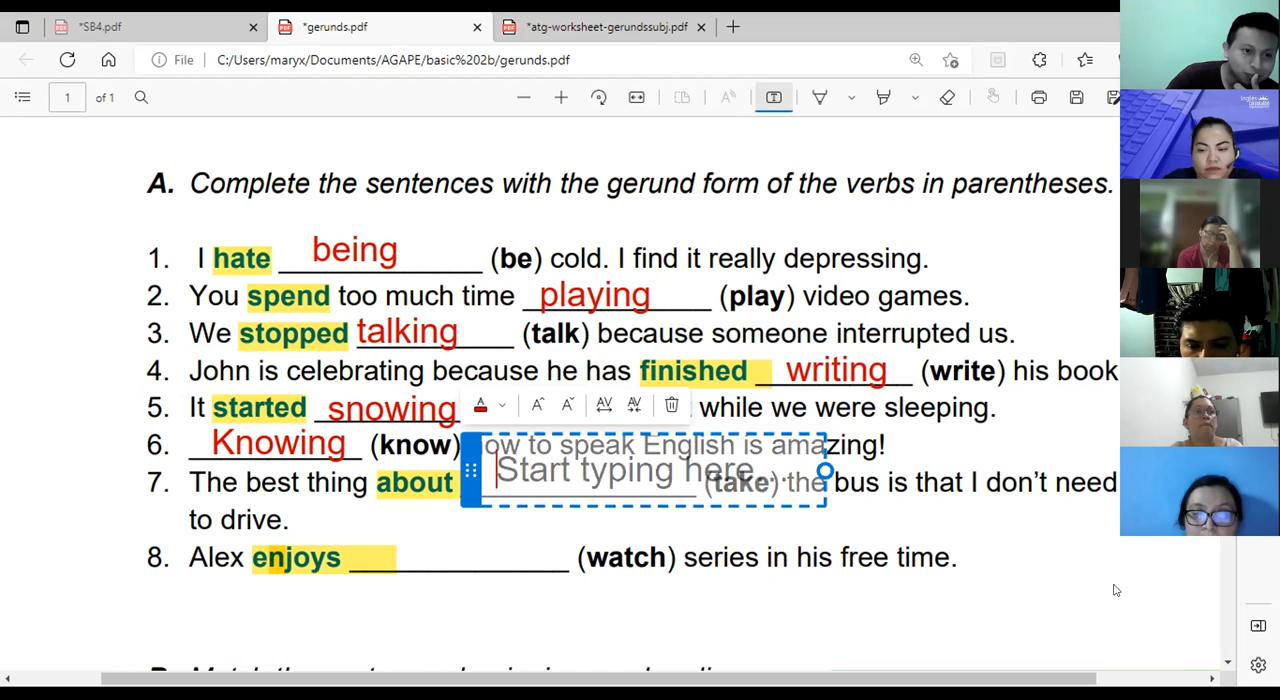 *SB4.pdf
*gerunds.pdf
*atg-worksheet-gerundssubj.pdf
File C:/Users/maryx/Documents/AGAPE/basic%202b/gerunds.pdf
1 of 1
A. Complete the sentences with the gerund form of the verbs in parentheses.
1. I hate being (be) cold. I find it really depressing.
2. You spend too much time playing (play) video games.
3. We stopped talking (talk) because someone interrupted us.
4. John is celebrating because he has finished writing (write) his book
5. It started snowing while we were sleeping.
6. Knowing (know) how to speak English is amazing!
Start typing here...
7. The best thing about (take) the bus is that I don't need
to drive.
8. Alex enjoys (watch) series in his free time.